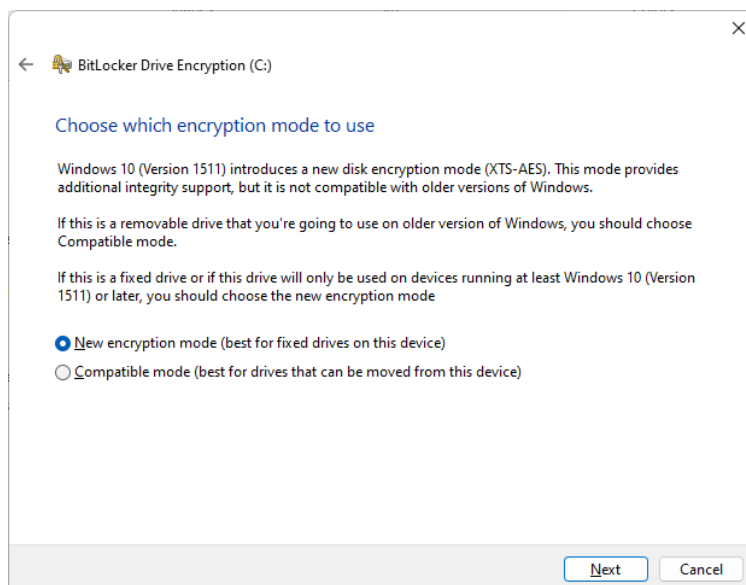 BitLocker Drive Encryption (C:)
Choose which encryption mode to use
Windows 10 (Version 1511) introduces a new disk encryption mode (XTS-AES). This mode provides
additional integrity support, but it is not compatible with older versions of Windows.
If this is a removable drive that you're going to use on older version of Windows, you should choose
Compatible mode.
If this is a fixed drive or if this drive will only be used on devices running at least Windows 10 (Version
1511) or later, you should choose the new encryption mode
New encryption mode (best for fixed drives on this device)
Compatible mode (best for drives that can be moved from this device)
Next Cancel